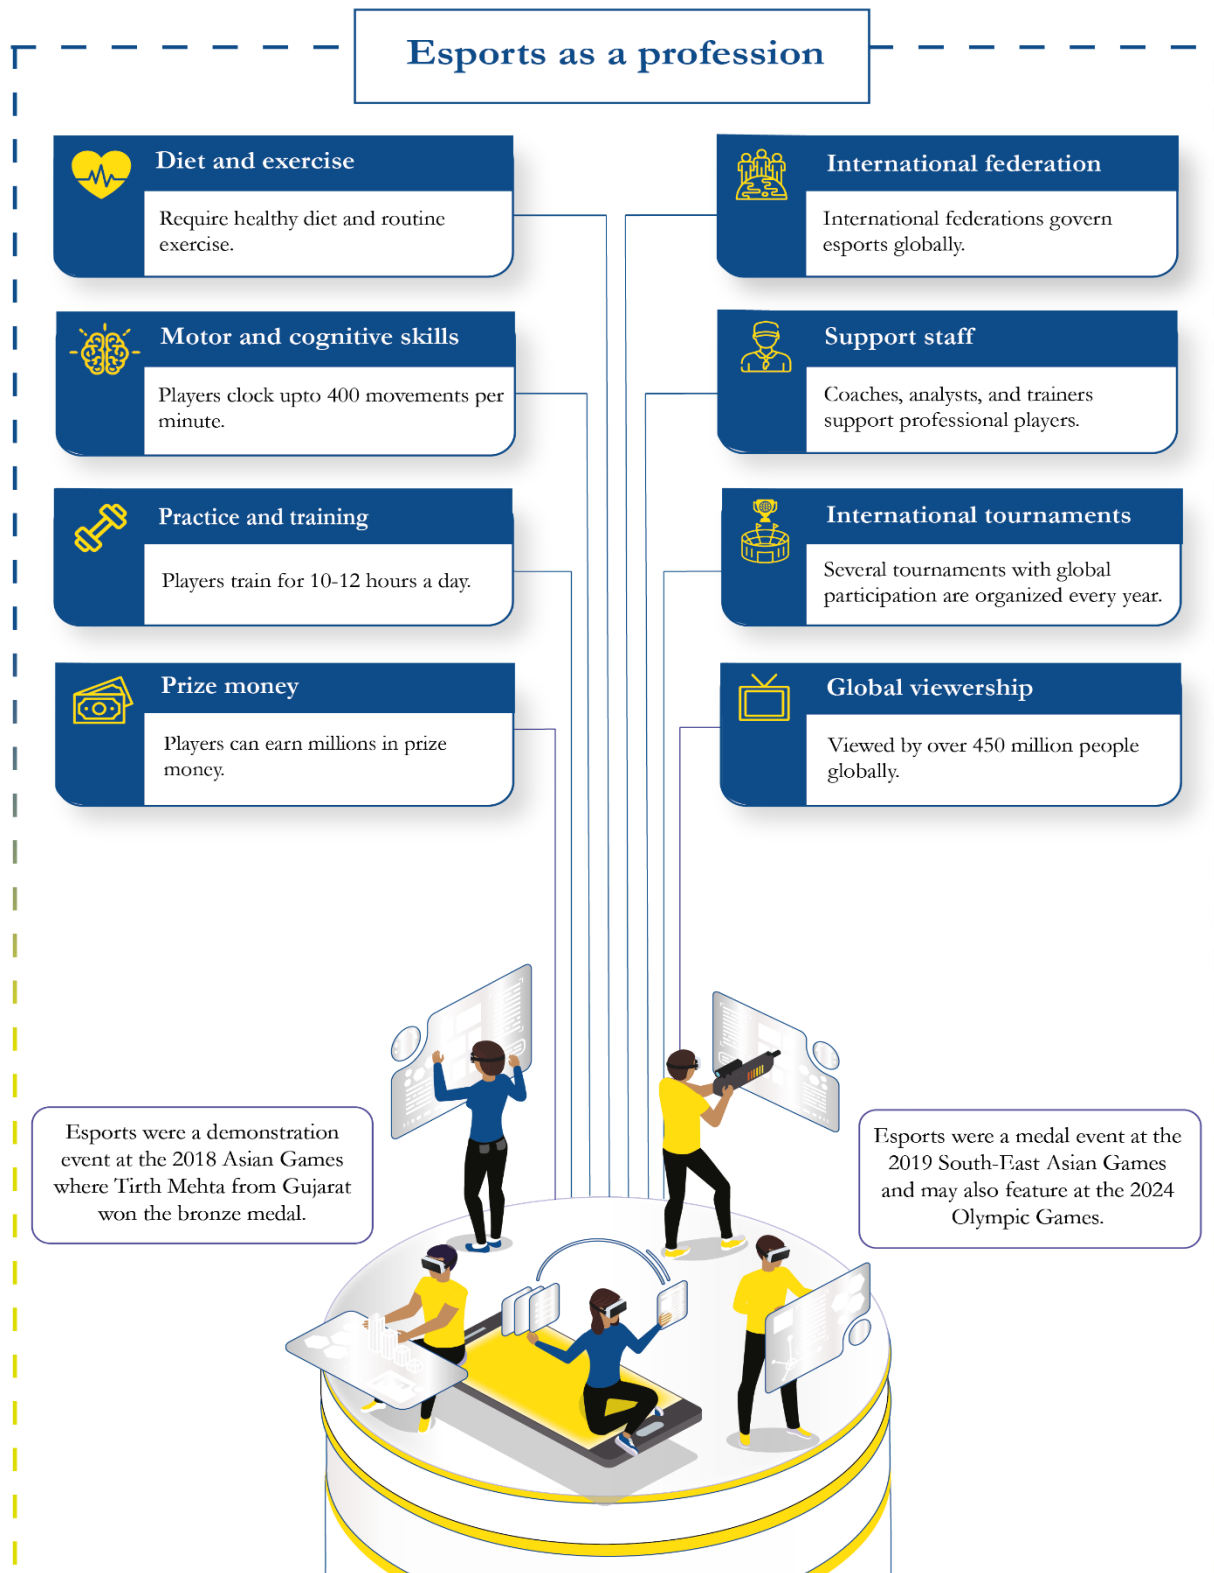 Esports as a profession
Diet and exercise
Require healthy diet and routine
exercise.
Motor and cognitive skills
Players clock upto 400 movements per
minute.
Practice and training
Players train for 10-12 hours a day.
Prize money
Players can earn millions in prize
money.
International federation
International federations govern
esports globally.
Support staff
Coaches, analysts, and trainers
support professional players.
International tournaments
Several tournaments with global
participation are organized every year.
Global viewership
Viewed by over 450 million people
globally.
Esports were a demonstration
event at the 2018 Asian Games
where Tirth Mehta from Gujarat
won the bronze medal.
Esports were a medal event at the
2019 South-East Asian Games
and may also feature at the 2024
Olympic Games.